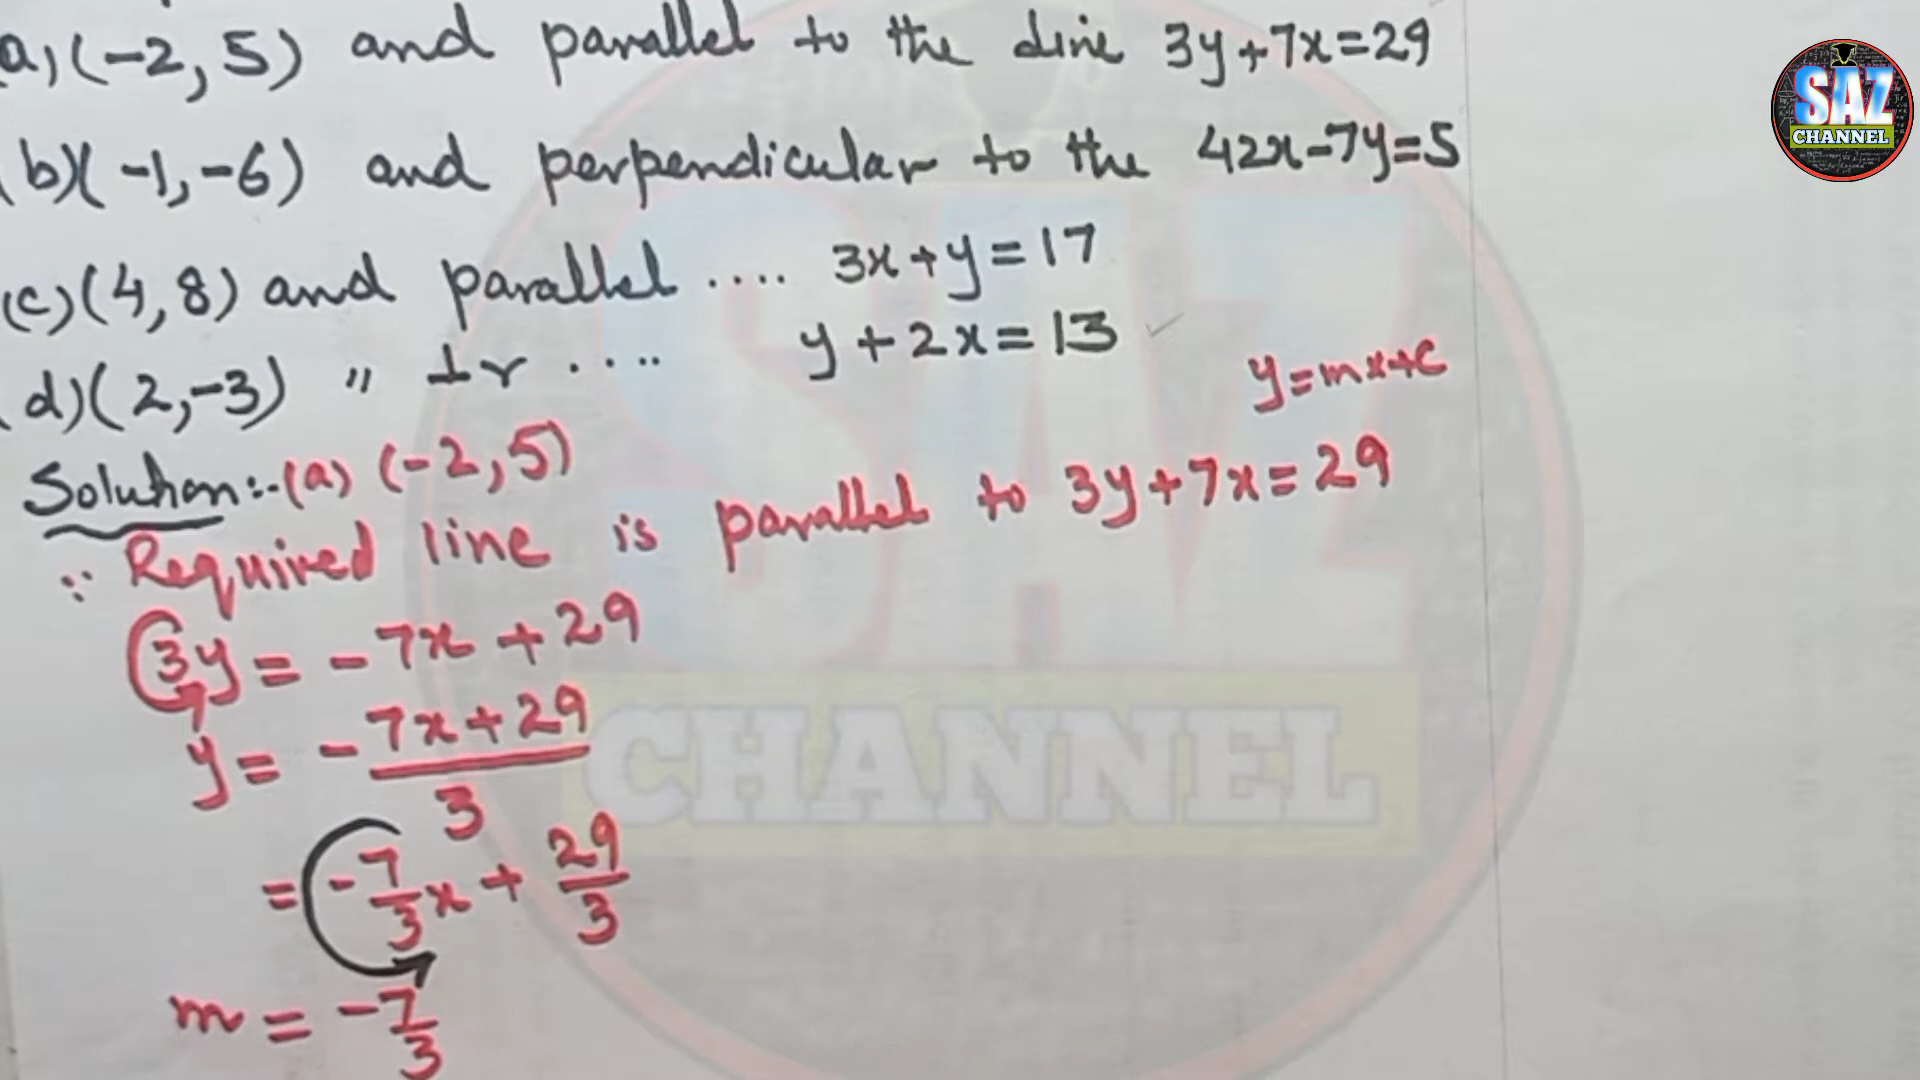 a) (-2, 5) and parallel to the line 3y+7x=29
(b) (-1, -6) and perpendicular to the 42x-7y=5
(c) (4, 8) and parallel .... 3x+y=17
(d) (2, -3) " ⊥r .... y+2x=13
y=mx+c
Solution:- (a) (-2, 5)
∵ Required line is parallel to 3y+7x=29
3y = -7x+29
y = -7x+29
3
= -7/3 x + 29/3
m = -7/3
SAZ
CHANNEL
SAZ
CHANNEL